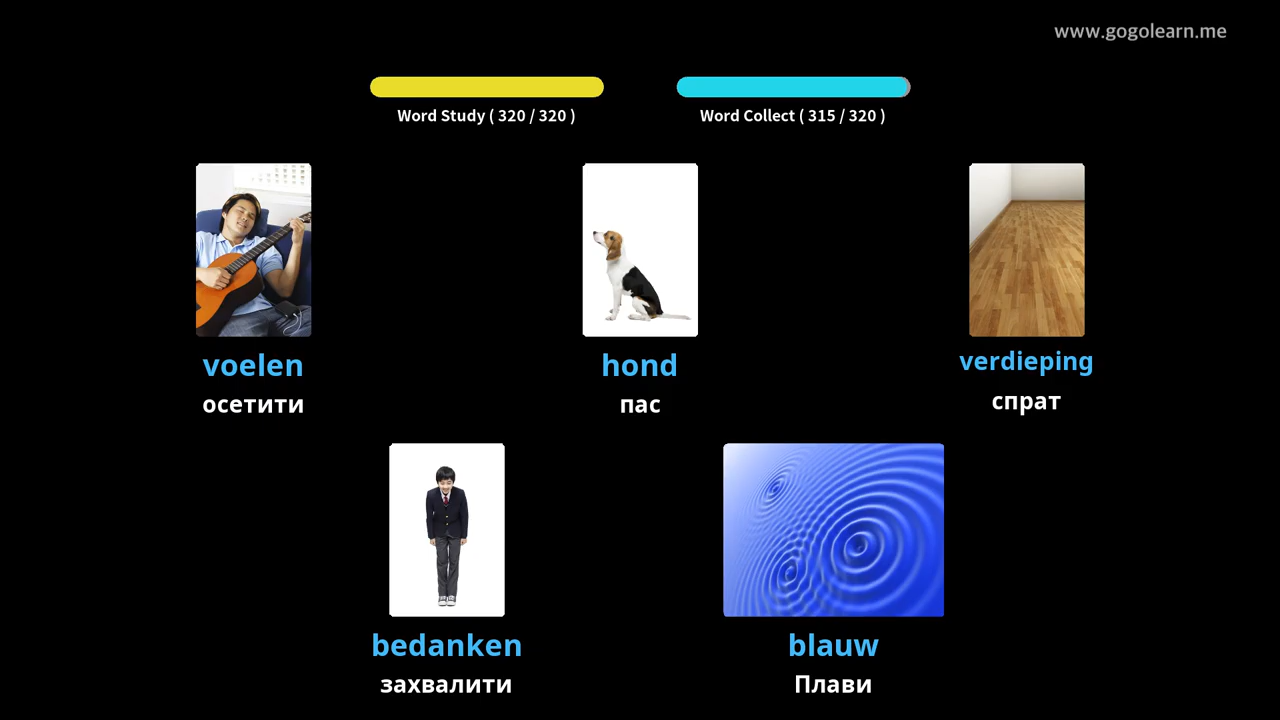 www.gogolearn.me
Word Study ( 320 / 320 )
Word Collect ( 315 / 320 )
voelen
осетити
hond
пас
verdieping
спрат
bedanken
захвалити
blauw
Плави